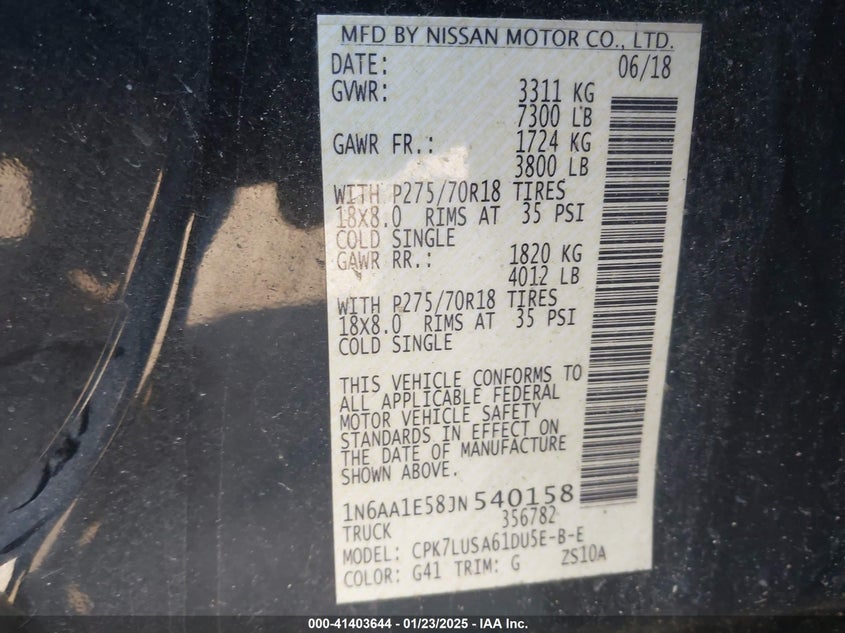 MFD BY NISSAN MOTOR CO., LTD.
DATE: 06/18
GVWR: 3311 KG
7300 LB
GAWR FR.: 1724 KG
3800 LB
WITH P275/70R18 TIRES
18X8.0 RIMS AT 35 PSI
COLD SINGLE
GAWR RR.: 1820 KG
4012 LB
WITH P275/70R18 TIRES
18X8.0 RIMS AT 35 PSI
COLD SINGLE
THIS VEHICLE CONFORMS TO
ALL APPLICABLE FEDERAL
MOTOR VEHICLE SAFETY
STANDARDS IN EFFECT ON
THE DATE OF MANUFACTURE
SHOWN ABOVE.
1N6AA1E58JN540158
TRUCK 356782
MODEL: CPK7LUSA61DU5E-B-E
COLOR: G41 TRIM: G ZS10A
000-41403644 — 01/23/2025 — IAA Inc.